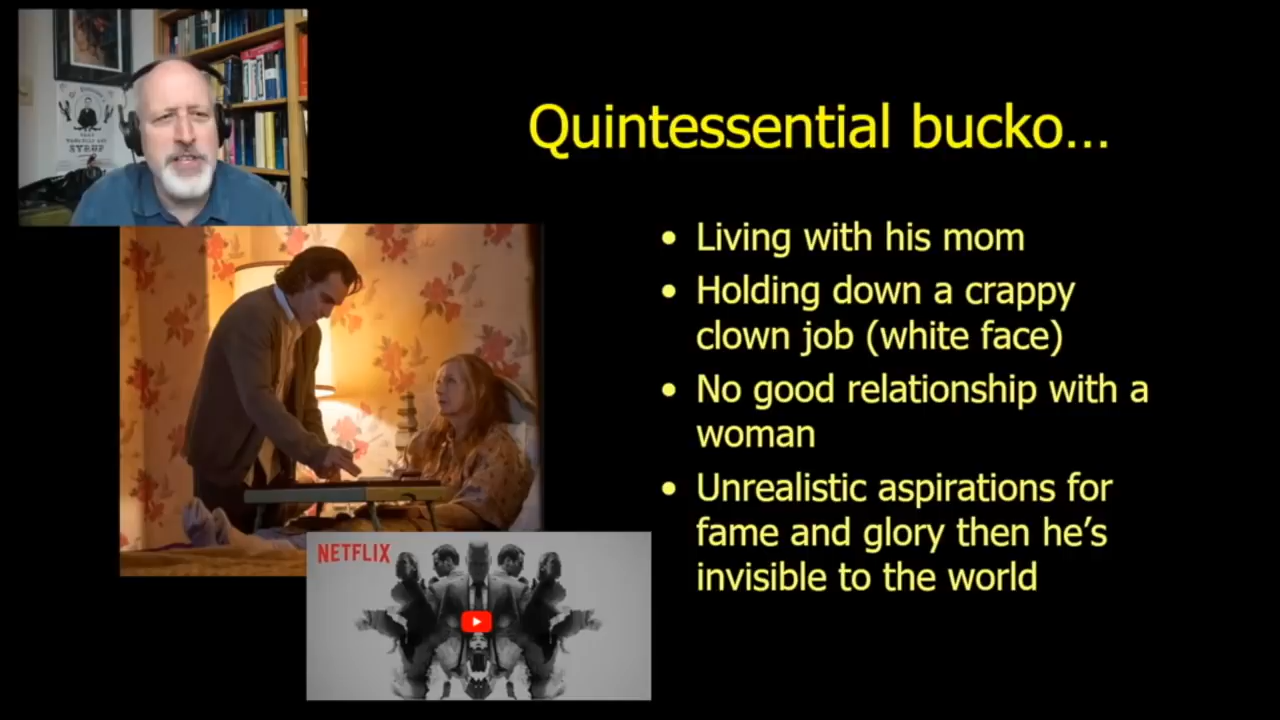 Quintessential bucko...
• Living with his mom
• Holding down a crappy
clown job (white face)
• No good relationship with a
woman
• Unrealistic aspirations for
fame and glory then he's
invisible to the world
SYRUP
NETFLIX